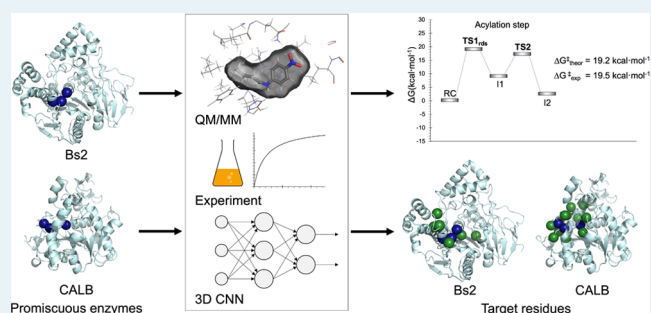 Bs2
CALB
Promiscuous enzymes
QM/MM
Experiment
3D CNN
Acylation step
ΔG(kcal·mol⁻¹)
30
25
20
15
10
5
0
-5
-10
-15
RC
TS1rds
I1
TS2
I2
ΔG‡theor = 19.2 kcal·mol⁻¹
ΔG‡exp = 19.5 kcal·mol⁻¹
Bs2
CALB
Target residues